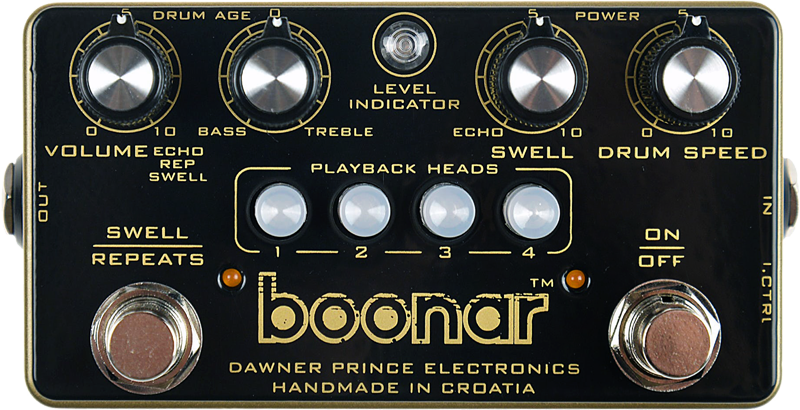 DRUM AGE
POWER
5
0
5
5
LEVEL
INDICATOR
0 10
BASS TREBLE
ECHO 10
0 10
VOLUME
ECHO
REP
SWELL
SWELL
DRUM SPEED
PLAYBACK HEADS
OUT
IN
1 2 3 4
SWELL
REPEATS
ON
OFF
boonar TM
DAWNER PRINCE ELECTRONICS
HANDMADE IN CROATIA